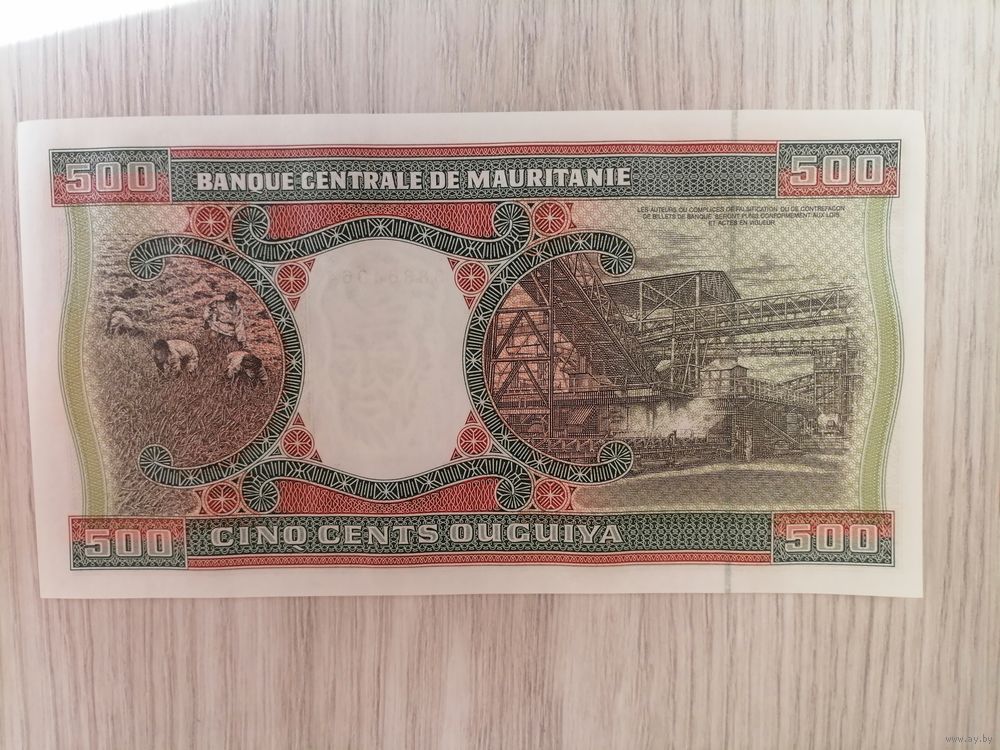 500
BANQUE CENTRALE DE MAURITANIE
500
LES AUTEURS OU COMPLICES DE FALSIFICATION OU DE CONTREFAÇON
DE BILLETS DE BANQUE SERONT PUNIS CONFORMEMENT AUX LOIS
ET ACTES EN VIGUEUR
500
CINQ CENTS OUGUIYA
500
www.ay.by